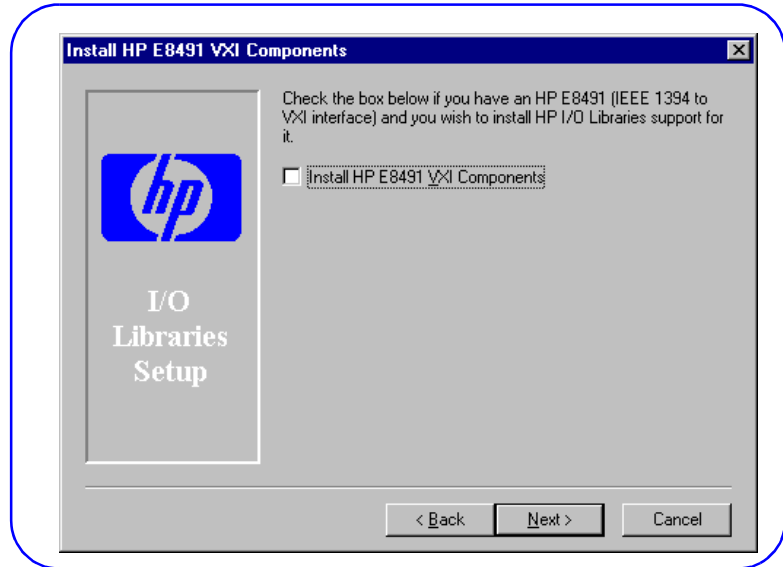 Install HP E8491 VXI Components
Check the box below if you have an HP E8491 (IEEE 1394 to
VXI interface) and you wish to install HP I/O Libraries support for
it.
Install HP E8491 VXI Components
hp
I/O
Libraries
Setup
< Back
Next >
Cancel